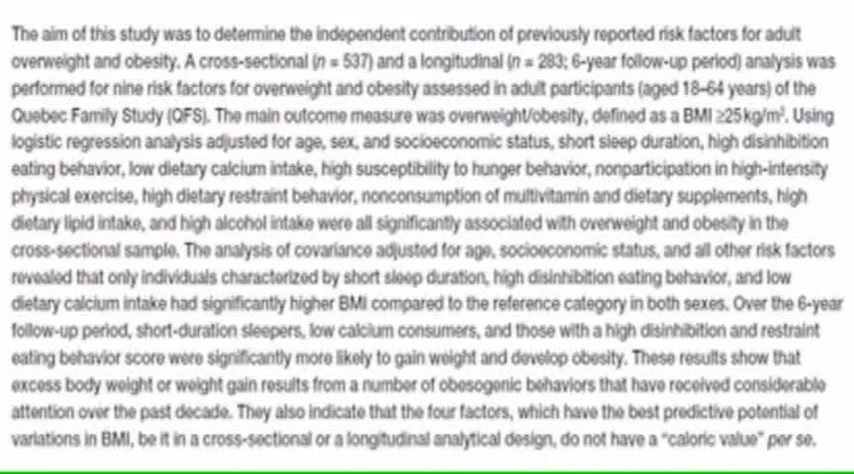 The aim of this study was to determine the independent contribution of previously reported risk factors for adult
overweight and obesity. A cross-sectional (n = 537) and a longitudinal (n = 283; 6-year follow-up period) analysis was
performed for nine risk factors for overweight and obesity assessed in adult participants (aged 18–64 years) of the
Quebec Family Study (QFS). The main outcome measure was overweight/obesity, defined as a BMI ≥25 kg/m². Using
logistic regression analysis adjusted for age, sex, and socioeconomic status, short sleep duration, high disinhibition
eating behavior, low dietary calcium intake, high susceptibility to hunger behavior, nonparticipation in high-intensity
physical exercise, high dietary restraint behavior, nonconsumption of multivitamin and dietary supplements, high
dietary lipid intake, and high alcohol intake were all significantly associated with overweight and obesity in the
cross-sectional sample. The analysis of covariance adjusted for age, socioeconomic status, and all other risk factors
revealed that only individuals characterized by short sleep duration, high disinhibition eating behavior, and low
dietary calcium intake had significantly higher BMI compared to the reference category in both sexes. Over the 6-year
follow-up period, short-duration sleepers, low calcium consumers, and those with a high disinhibition and restraint
eating behavior score were significantly more likely to gain weight and develop obesity. These results show that
excess body weight or weight gain results from a number of obesogenic behaviors that have received considerable
attention over the past decade. They also indicate that the four factors, which have the best predictive potential of
variations in BMI, be it in a cross-sectional or a longitudinal analytical design, do not have a "caloric value" per se.